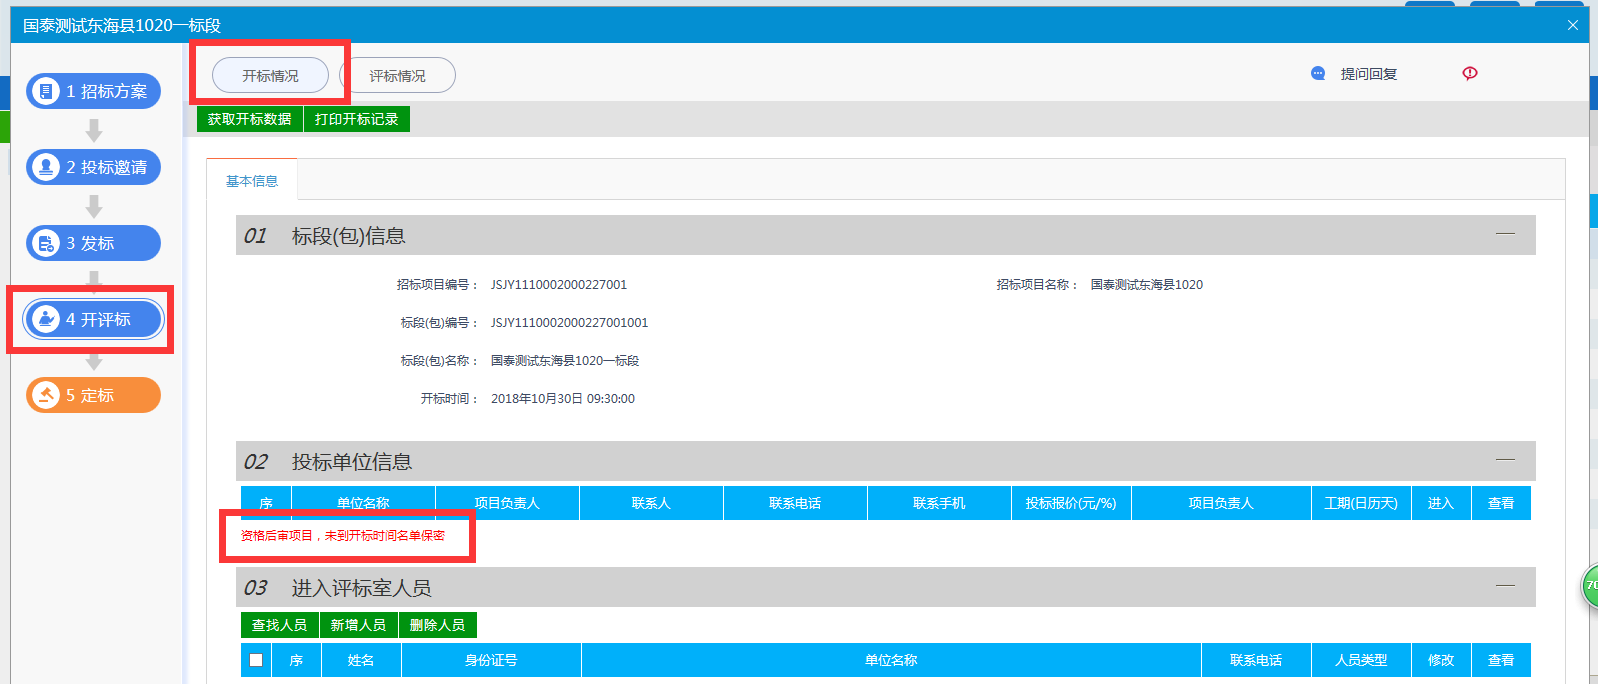 国泰测试东海县1020一标段
1 招标方案
2 投标邀请
3 发标
4 开评标
5 定标
开标情况
评标情况
提问回复
获取开标数据
打印开标记录
基本信息
01 标段(包)信息
招标项目编号： JSJY1110002000227001
招标项目名称： 国泰测试东海县1020
标段(包)编号： JSJY1110002000227001001
标段(包)名称： 国泰测试东海县1020一标段
开标时间： 2018年10月30日 09:30:00
02 投标单位信息
序 单位名称 项目负责人 联系人 联系电话 联系手机 投标报价(元/%) 项目负责人 工期(日历天) 进入 查看
资格后审项目，未到开标时间名单保密
03 进入评标室人员
查找人员 新增人员 删除人员
序 姓名 身份证号 单位名称 联系电话 人员类型 修改 查看